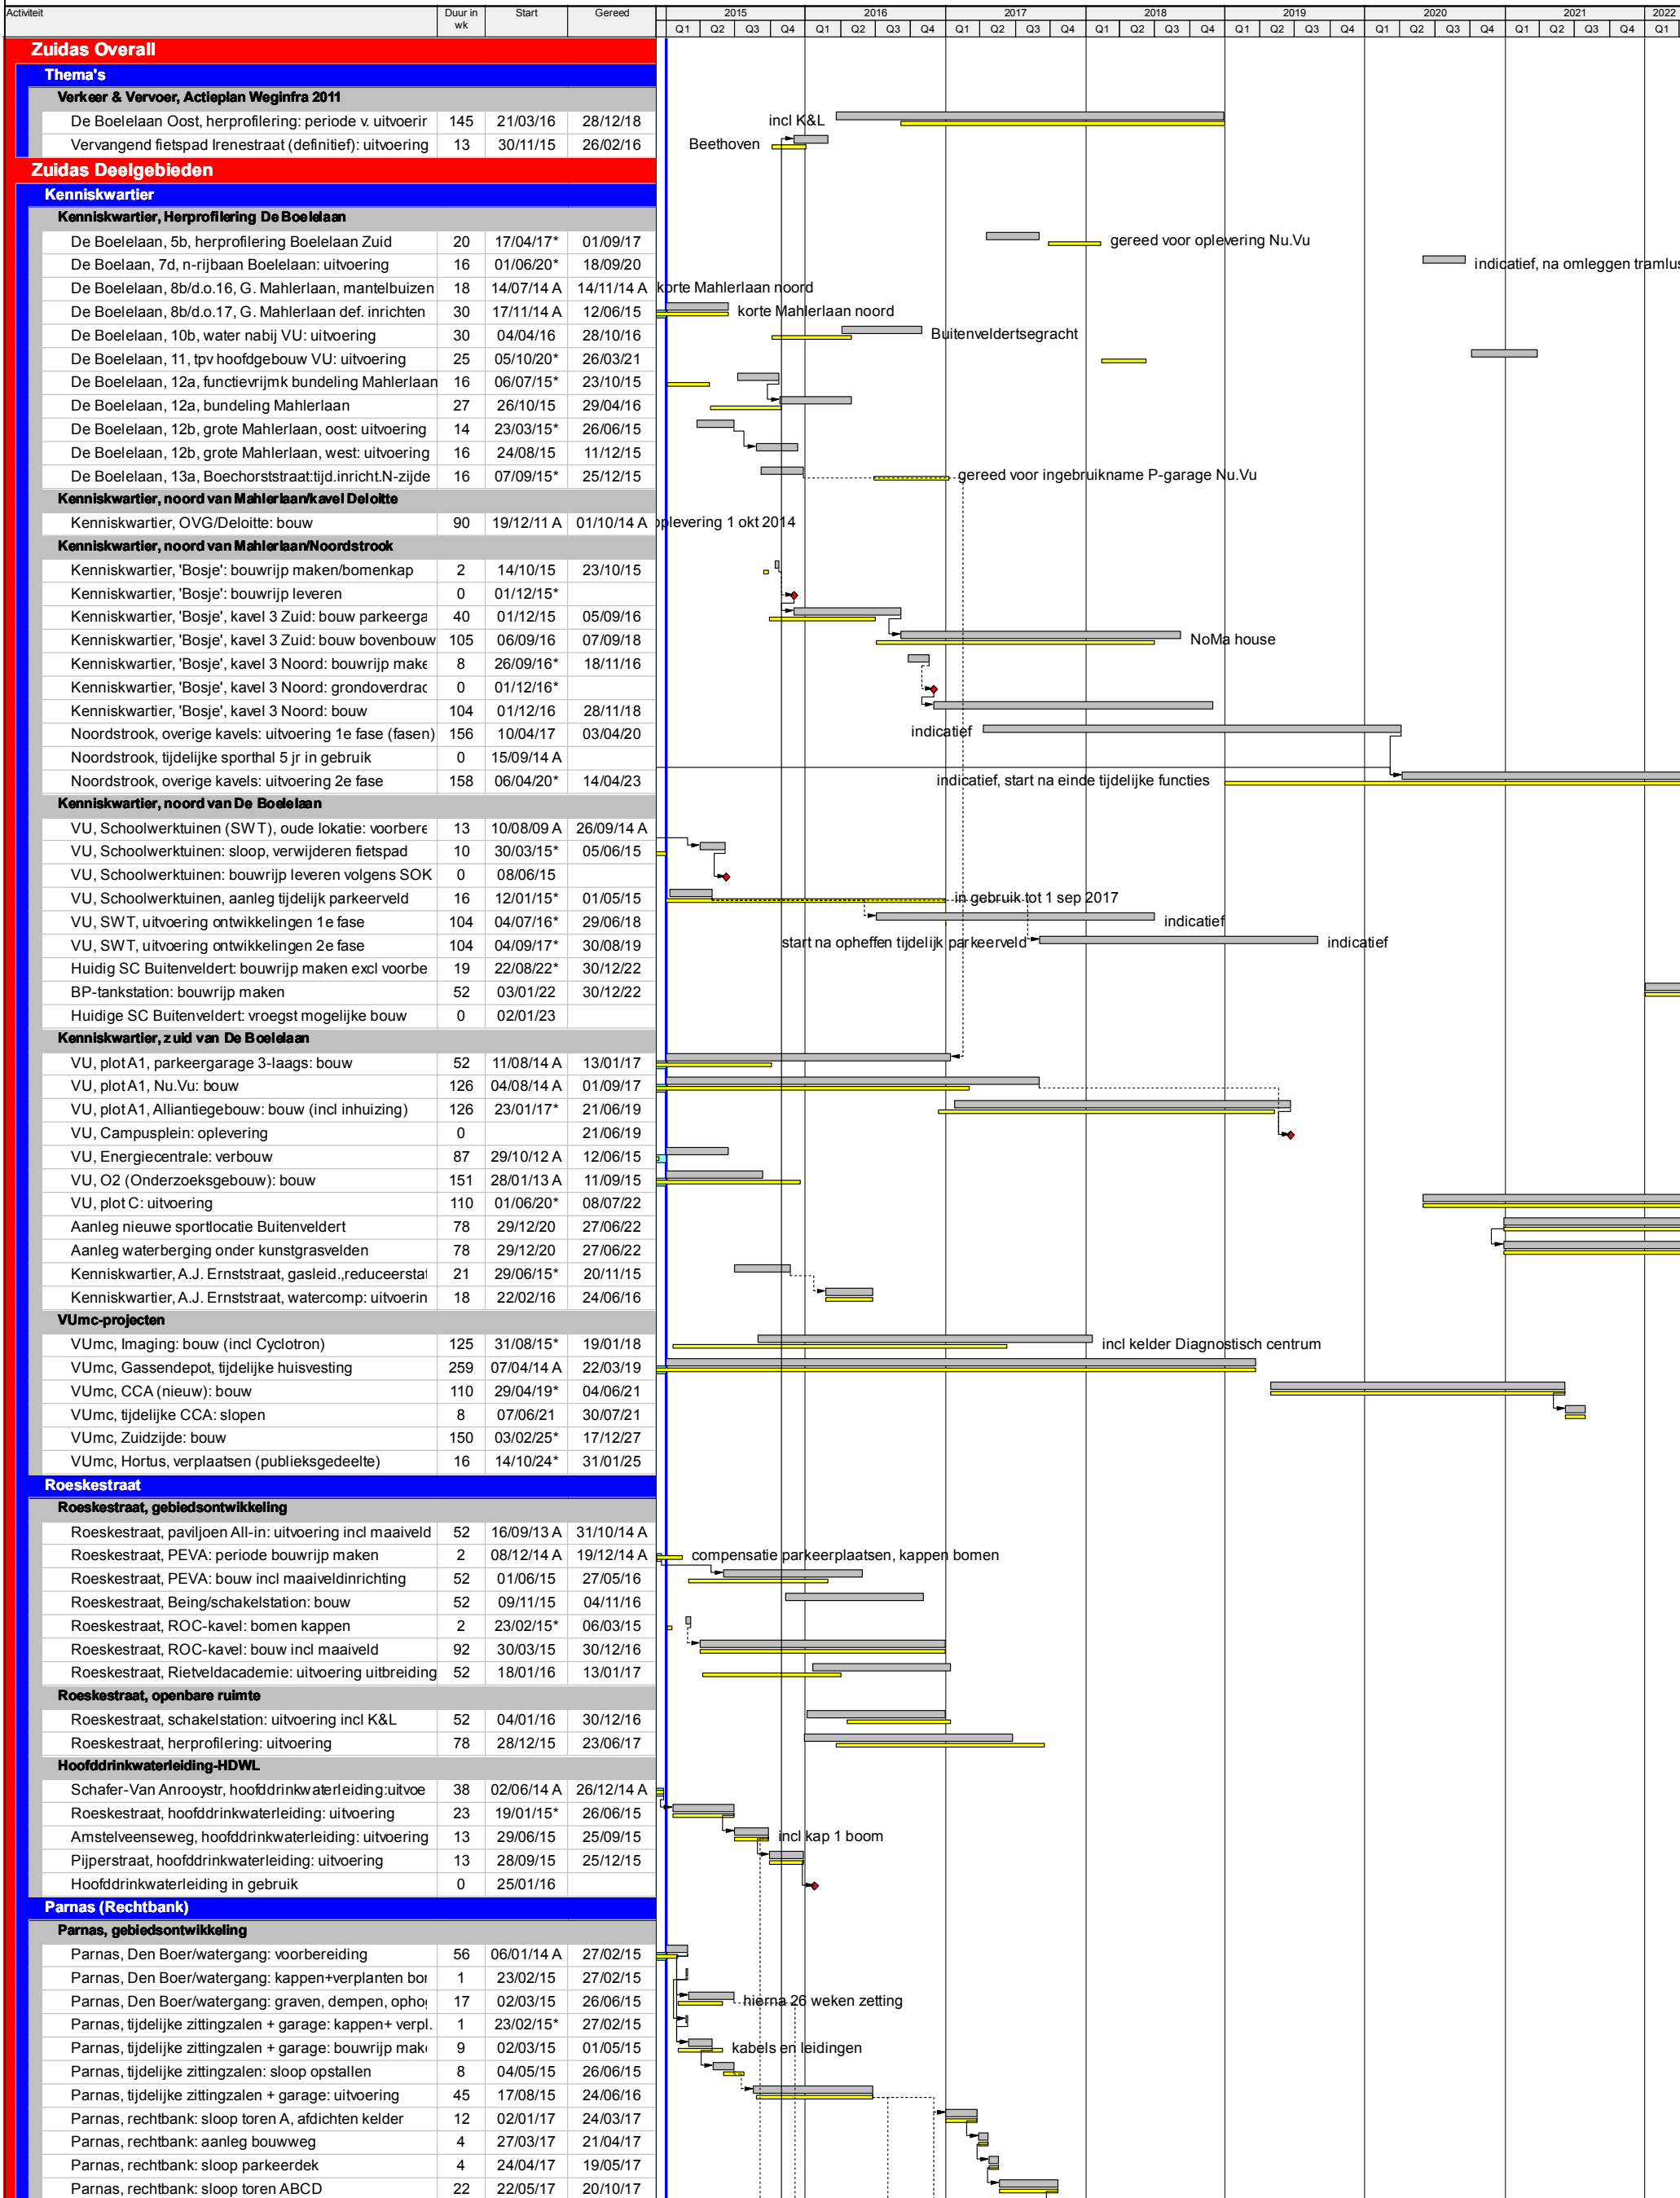 Activiteit Duur in Start Gereed 2015 2016 2017 2018 2019 2020 2021 2022
wk Q1 Q2 Q3 Q4 Q1 Q2 Q3 Q4 Q1 Q2 Q3 Q4 Q1 Q2 Q3 Q4 Q1 Q2 Q3 Q4 Q1 Q2 Q3 Q4 Q1 Q2 Q3 Q4 Q1
Zuidas Overall
Thema's
Verkeer & Vervoer, Actieplan Weginfra 2011
De Boelelaan Oost, herprofilering: periode v. uitvoerir 145 21/03/16 28/12/18 incl K&L
Vervangend fietspad Irenestraat (definitief): uitvoering 13 30/11/15 26/02/16 Beethoven
Zuidas Deelgebieden
Kenniskwartier
Kenniskwartier, Herprofilering De Boelelaan
De Boelelaan, 5b, herprofilering Boelelaan Zuid 20 17/04/17* 01/09/17 gereed voor oplevering Nu.Vu
De Boelaan, 7d, n-rijbaan Boelelaan: uitvoering 16 01/06/20* 18/09/20 indicatief, na omleggen tramlus
De Boelelaan, 8b/d.o.16, G. Mahlerlaan, mantelbuizen 18 14/07/14 A 14/11/14 A korte Mahlerlaan noord
De Boelelaan, 8b/d.o.17, G. Mahlerlaan def. inrichten 30 17/11/14 A 12/06/15 korte Mahlerlaan noord
De Boelelaan, 10b, water nabij VU: uitvoering 30 04/04/16 28/10/16 Buitenveldertsegracht
De Boelelaan, 11, tpv hoofdgebouw VU: uitvoering 25 05/10/20* 26/03/21
De Boelelaan, 12a, functievrijmk bundeling Mahlerlaan 16 06/07/15* 23/10/15
De Boelelaan, 12a, bundeling Mahlerlaan 27 26/10/15 29/04/16
De Boelelaan, 12b, grote Mahlerlaan, oost: uitvoering 14 23/03/15* 26/06/15
De Boelelaan, 12b, grote Mahlerlaan, west: uitvoering 16 24/08/15 11/12/15
De Boelelaan, 13a, Boechorststraat:tijd.inricht.N-zijde 16 07/09/15* 25/12/15 gereed voor ingebruikname P-garage Nu.Vu
Kenniskwartier, noord van Mahlerlaan/kavel Deloitte
Kenniskwartier, OVG/Deloitte: bouw 90 19/12/11 A 01/10/14 A oplevering 1 okt 2014
Kenniskwartier, noord van Mahlerlaan/Noordstrook
Kenniskwartier, 'Bosje': bouwrijp maken/bomenkap 2 14/10/15 23/10/15
Kenniskwartier, 'Bosje': bouwrijp leveren 0 01/12/15*
Kenniskwartier, 'Bosje', kavel 3 Zuid: bouw parkeerga 40 01/12/15 05/09/16
Kenniskwartier, 'Bosje', kavel 3 Zuid: bouw bovenbouw 105 06/09/16 07/09/18 NoMa house
Kenniskwartier, 'Bosje', kavel 3 Noord: bouwrijp make 8 26/09/16* 18/11/16
Kenniskwartier, 'Bosje', kavel 3 Noord: grondoverdrac 0 01/12/16*
Kenniskwartier, 'Bosje', kavel 3 Noord: bouw 104 01/12/16 28/11/18
Noordstrook, overige kavels: uitvoering 1e fase (fasen) 156 10/04/17 03/04/20 indicatief
Noordstrook, tijdelijke sporthal 5 jr in gebruik 0 15/09/14 A
Noordstrook, overige kavels: uitvoering 2e fase 158 06/04/20* 14/04/23 indicatief, start na einde tijdelijke functies
Kenniskwartier, noord van De Boelelaan
VU, Schoolwerktuinen (SWT), oude lokatie: voorbere 13 10/08/09 A 26/09/14 A
VU, Schoolwerktuinen: sloop, verwijderen fietspad 10 30/03/15* 05/06/15
VU, Schoolwerktuinen: bouwrijp leveren volgens SOK 0 08/06/15
VU, Schoolwerktuinen, aanleg tijdelijk parkeerveld 16 12/01/15* 01/05/15 in gebruik tot 1 sep 2017
VU, SWT, uitvoering ontwikkelingen 1e fase 104 04/07/16* 29/06/18 indicatief
VU, SWT, uitvoering ontwikkelingen 2e fase 104 04/09/17* 30/08/19 start na opheffen tijdelijk parkeerveld indicatief
Huidig SC Buitenveldert: bouwrijp maken excl voorbe 19 22/08/22* 30/12/22
BP-tankstation: bouwrijp maken 52 03/01/22 30/12/22
Huidige SC Buitenveldert: vroegst mogelijke bouw 0 02/01/23
Kenniskwartier, zuid van De Boelelaan
VU, plot A1, parkeergarage 3-laags: bouw 52 11/08/14 A 13/01/17
VU, plot A1, Nu.Vu: bouw 126 04/08/14 A 01/09/17
VU, plot A1, Alliantiegebouw: bouw (incl inhuizing) 126 23/01/17* 21/06/19
VU, Campusplein: oplevering 0 21/06/19
VU, Energiecentrale: verbouw 87 29/10/12 A 12/06/15
VU, O2 (Onderzoeksgebouw): bouw 151 28/01/13 A 11/09/15
VU, plot C: uitvoering 110 01/06/20* 08/07/22
Aanleg nieuwe sportlocatie Buitenveldert 78 29/12/20 27/06/22
Aanleg waterberging onder kunstgrasvelden 78 29/12/20 27/06/22
Kenniskwartier, A.J. Ernststraat, gasleid.,reduceerstat 21 29/06/15* 20/11/15
Kenniskwartier, A.J. Ernststraat, watercomp: uitvoerin 18 22/02/16 24/06/16
VUmc-projecten
VUmc, Imaging: bouw (incl Cyclotron) 125 31/08/15* 19/01/18 incl kelder Diagnostisch centrum
VUmc, Gassendepot, tijdelijke huisvesting 259 07/04/14 A 22/03/19
VUmc, CCA (nieuw): bouw 110 29/04/19* 04/06/21
VUmc, tijdelijke CCA: slopen 8 07/06/21 30/07/21
VUmc, Zuidzijde: bouw 150 03/02/25* 17/12/27
VUmc, Hortus, verplaatsen (publieksgedeelte) 16 14/10/24* 31/01/25
Roeskestraat
Roeskestraat, gebiedsontwikkeling
Roeskestraat, paviljoen All-in: uitvoering incl maaiveld 52 16/09/13 A 31/10/14 A
Roeskestraat, PEVA: periode bouwrijp maken 2 08/12/14 A 19/12/14 A compensatie parkeerplaatsen, kappen bomen
Roeskestraat, PEVA: bouw incl maaiveldinrichting 52 01/06/15 27/05/16
Roeskestraat, Being/schakelstation: bouw 52 09/11/15 04/11/16
Roeskestraat, ROC-kavel: bomen kappen 2 23/02/15* 06/03/15
Roeskestraat, ROC-kavel: bouw incl maaiveld 92 30/03/15 30/12/16
Roeskestraat, Rietveldacademie: uitvoering uitbreiding 52 18/01/16 13/01/17
Roeskestraat, openbare ruimte
Roeskestraat, schakelstation: uitvoering incl K&L 52 04/01/16 30/12/16
Roeskestraat, herprofilering: uitvoering 78 28/12/15 23/06/17
Hoofddrinkwaterleiding-HDWL
Schafer-Van Anrooystr, hoofddrinkwaterleiding:uitvoe 38 02/06/14 A 26/12/14 A
Roeskestraat, hoofddrinkwaterleiding: uitvoering 23 19/01/15* 26/06/15
Amstelveenseweg, hoofddrinkwaterleiding: uitvoering 13 29/06/15 25/09/15 incl kap 1 boom
Pijperstraat, hoofddrinkwaterleiding: uitvoering 13 28/09/15 25/12/15
Hoofddrinkwaterleiding in gebruik 0 25/01/16
Parnas (Rechtbank)
Parnas, gebiedsontwikkeling
Parnas, Den Boer/watergang: voorbereiding 56 06/01/14 A 27/02/15
Parnas, Den Boer/watergang: kappen+verplanten bor 1 23/02/15 27/02/15
Parnas, Den Boer/watergang: graven, dempen, ophog 17 02/03/15 26/06/15 hierna 26 weken zetting
Parnas, tijdelijke zittingzalen + garage: kappen+ verpl. 1 23/02/15* 27/02/15
Parnas, tijdelijke zittingzalen + garage: bouwrijp make 9 02/03/15 01/05/15 kabels en leidingen
Parnas, tijdelijke zittingzalen: sloop opstallen 8 04/05/15 26/06/15
Parnas, tijdelijke zittingzalen + garage: uitvoering 45 17/08/15 24/06/16
Parnas, rechtbank: sloop toren A, afdichten kelder 12 02/01/17 24/03/17
Parnas, rechtbank: aanleg bouwweg 4 27/03/17 21/04/17
Parnas, rechtbank: sloop parkeerdek 4 24/04/17 19/05/17
Parnas, rechtbank: sloop toren ABCD 22 22/05/17 20/10/17